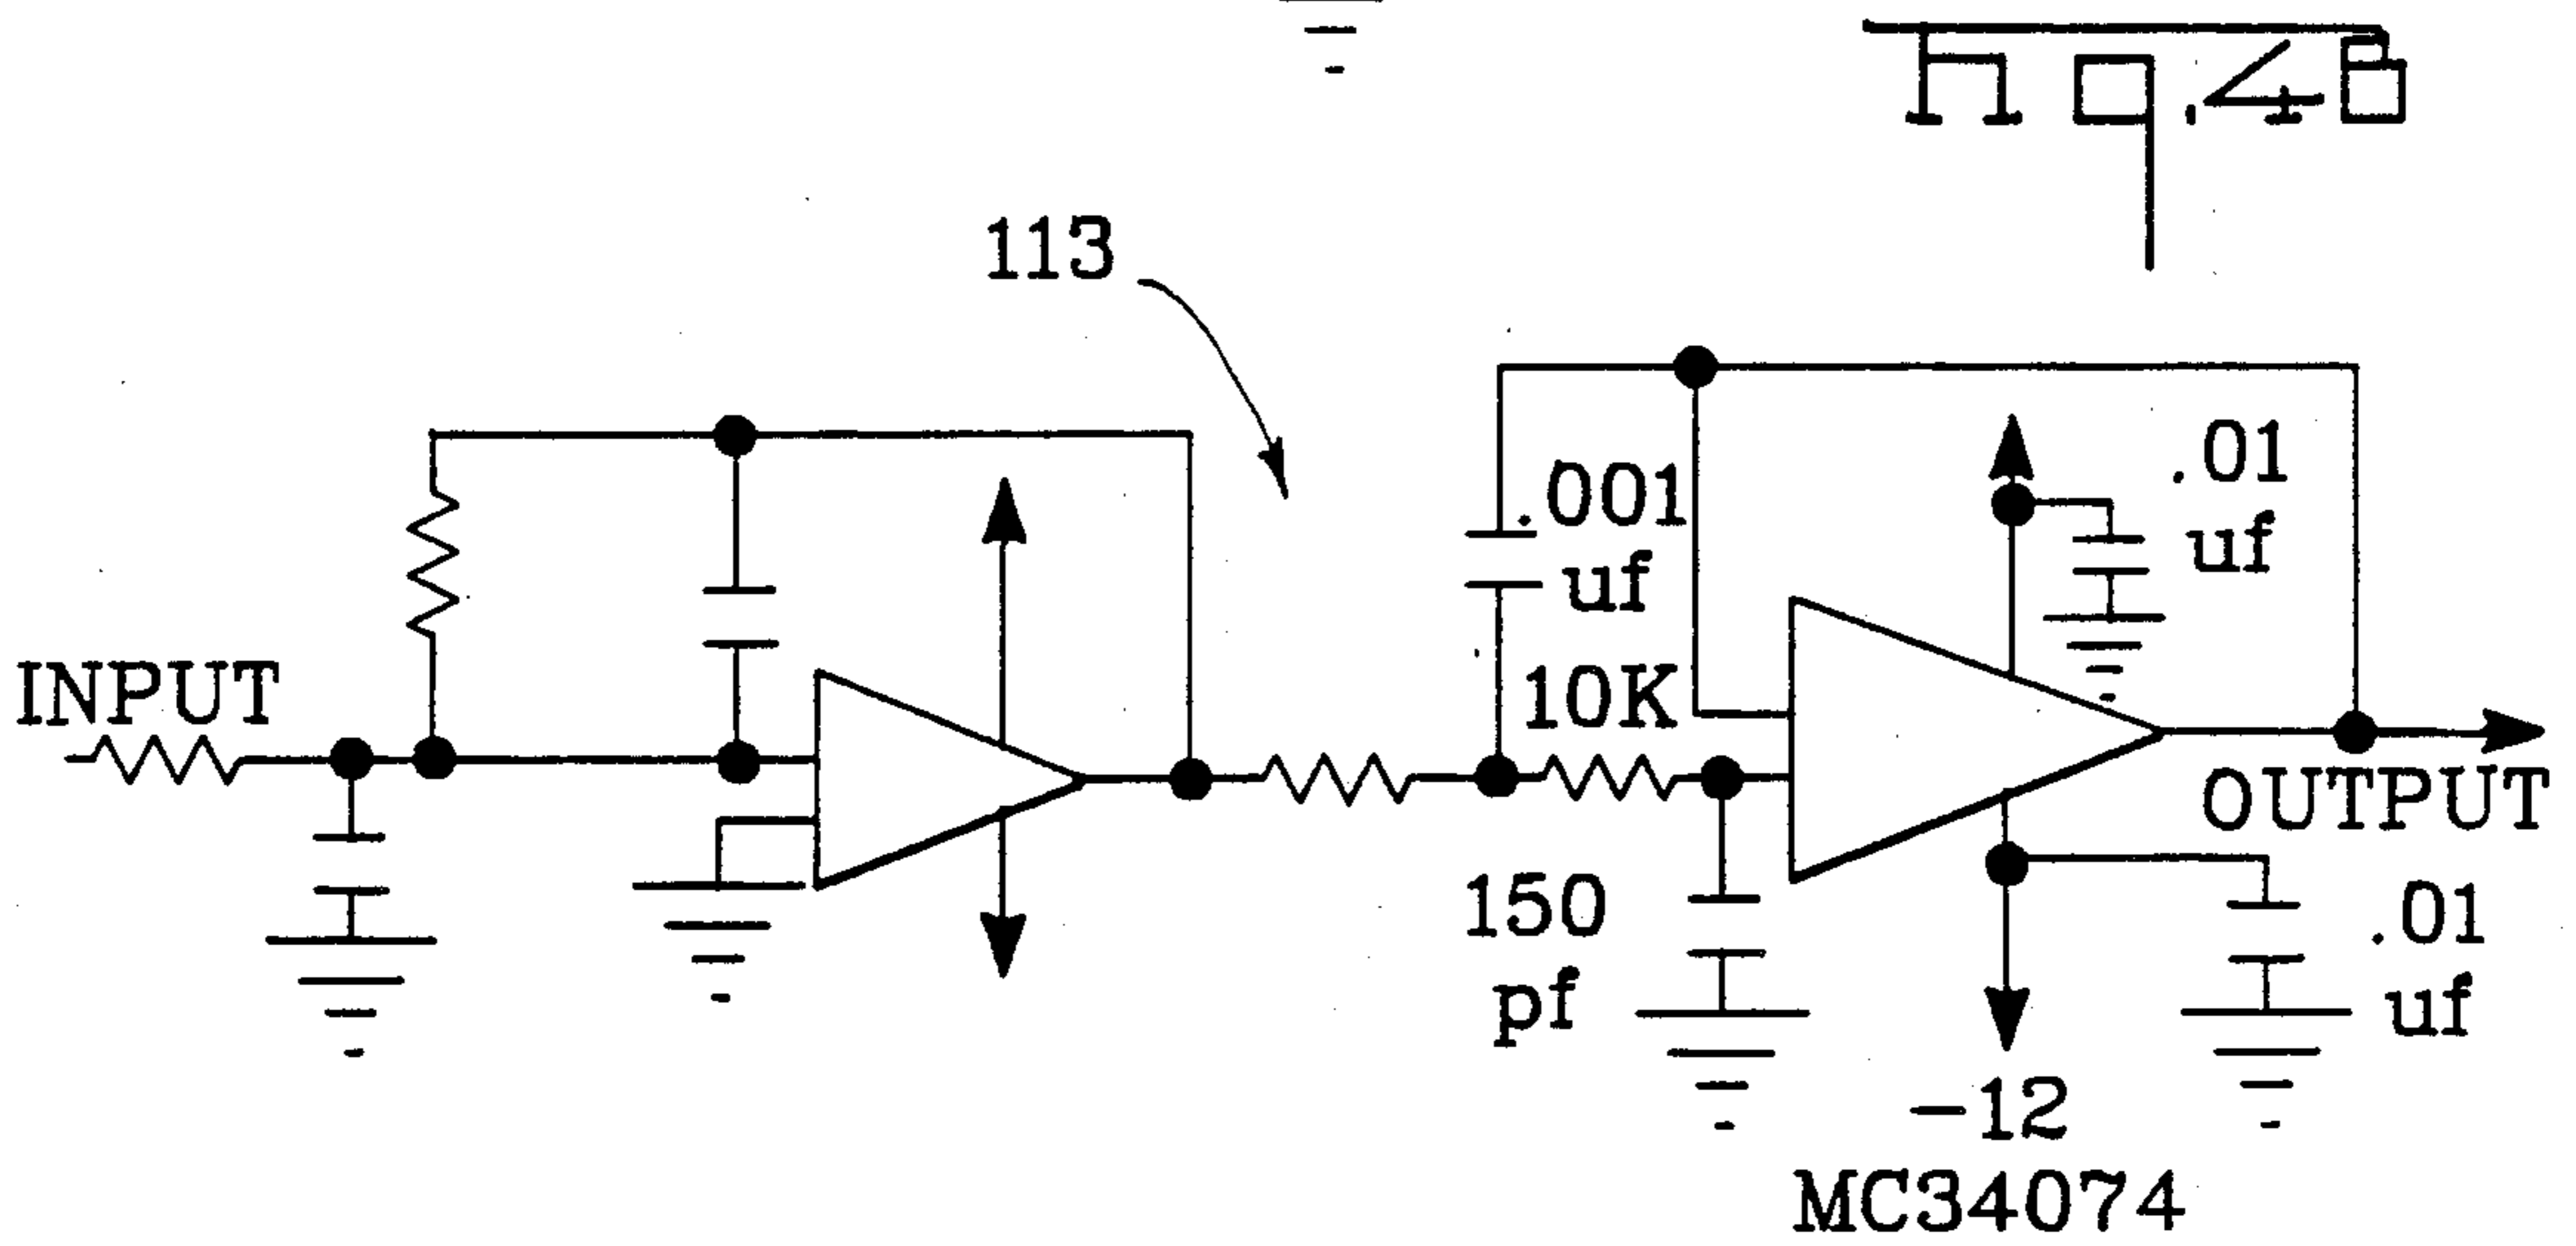 Fig.4B
113
.001
uf
.01
uf
INPUT
10K
OUTPUT
150
pf
.01
uf
-12
MC34074